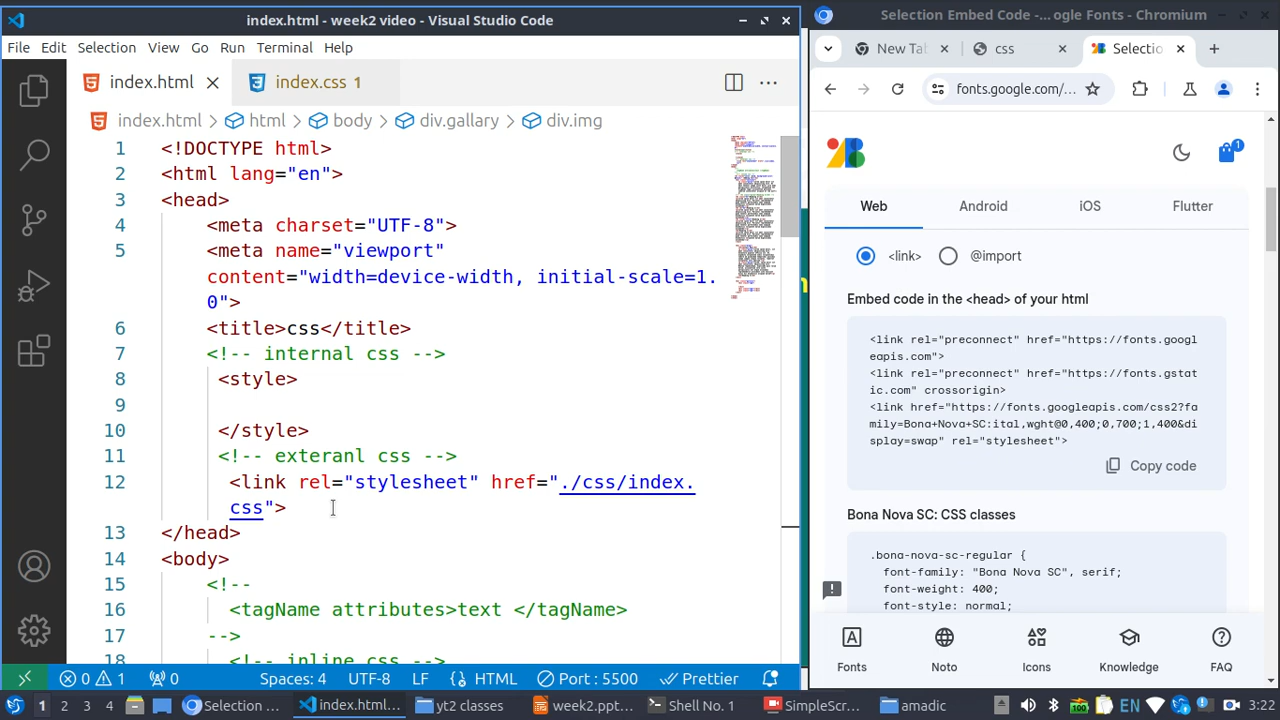 index.html - week2 video - Visual Studio Code
File Edit Selection View Go Run Terminal Help
index.html
index.css 1
index.html > html > body > div.gallary > div.img
1 <!DOCTYPE html>
2 <html lang="en">
3 <head>
4 <meta charset="UTF-8">
5 <meta name="viewport"
content="width=device-width, initial-scale=1.
0">
6 <title>css</title>
7 <!-- internal css -->
8 <style>
9
10 </style>
11 <!-- exteranl css -->
12 <link rel="stylesheet" href="./css/index.
css">
13 </head>
14 <body>
15 <!--
16 <tagName attributes>text </tagName>
17 -->
18 <!-- inline css -->
0 1 0 Spaces: 4 UTF-8 LF HTML Port : 5500 Prettier
Selection Embed Code -...ogle Fonts - Chromium
New Tab
css
Selectio
fonts.google.com/...
1
Web Android iOS Flutter
<link> @import
Embed code in the <head> of your html
<link rel="preconnect" href="https://fonts.googl
eapis.com">
<link rel="preconnect" href="https://fonts.gstat
ic.com" crossorigin>
<link href="https://fonts.googleapis.com/css2?fa
mily=Bona+Nova+SC:ital,wght@0,400;0,700;1,400&di
splay=swap" rel="stylesheet">
Copy code
Bona Nova SC: CSS classes
.bona-nova-sc-regular {
font-family: "Bona Nova SC", serif;
font-weight: 400;
font-style: normal;
Fonts Noto Icons Knowledge FAQ
1 2 3 4 Selection ... index.html... yt2 classes week2.ppt... Shell No. 1 SimpleScr... amadic 100 EN 3:22